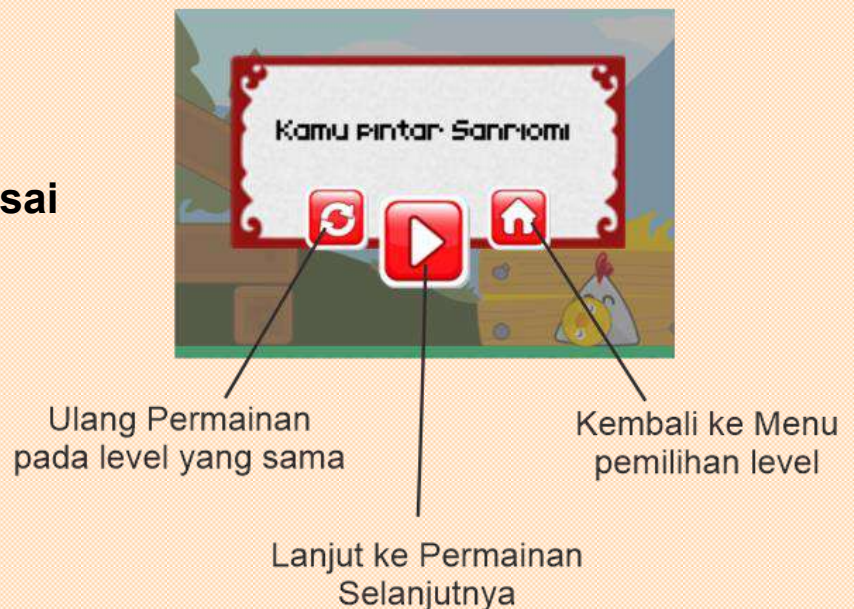 Kamu pintar Sanriomi
sai
Ulang Permainan
pada level yang sama
Kembali ke Menu
pemilihan level
Lanjut ke Permainan
Selanjutnya